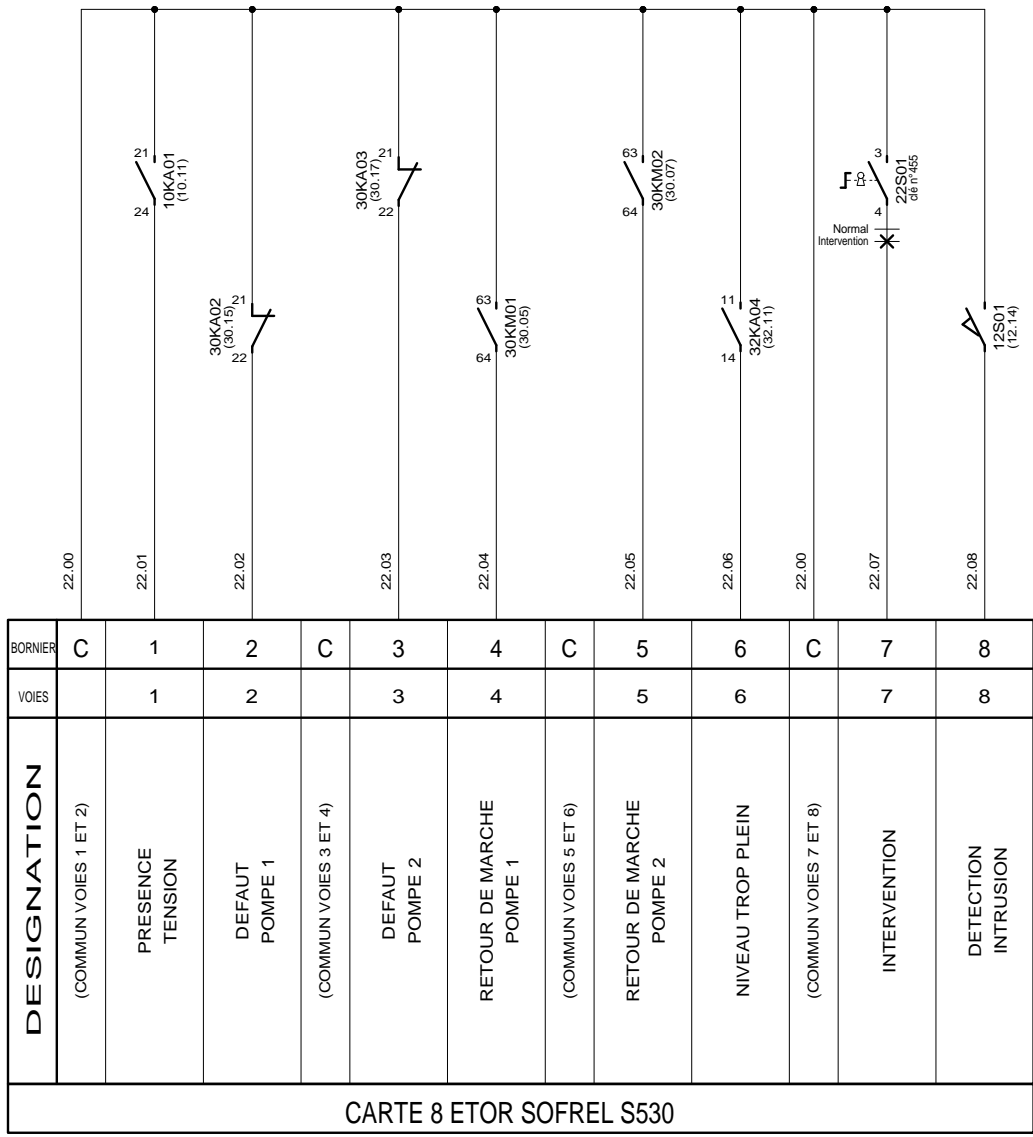 21
24
10KA01
(10.11)
30KA02
(30.15)
21
22
30KA03
(30.17)
21
22
63
64
30KM01
(30.05)
63
64
30KM02
(30.07)
11
14
32KA04
(32.11)
3
4
22S01
clé n°455
Normal
Intervention
12S01
(12.14)
22.00
22.01
22.02
22.03
22.04
22.05
22.06
22.00
22.07
22.08
BORNIER C 1 2 C 3 4 C 5 6 C 7 8
VOIES 1 2 3 4 5 6 7 8
DESIGNATION
(COMMUN VOIES 1 ET 2)
PRESENCE
TENSION
DEFAUT
POMPE 1
(COMMUN VOIES 3 ET 4)
DEFAUT
POMPE 2
RETOUR DE MARCHE
POMPE 1
(COMMUN VOIES 5 ET 6)
RETOUR DE MARCHE
POMPE 2
NIVEAU TROP PLEIN
(COMMUN VOIES 7 ET 8)
INTERVENTION
DETECTION
INTRUSION
CARTE 8 ETOR SOFREL S530